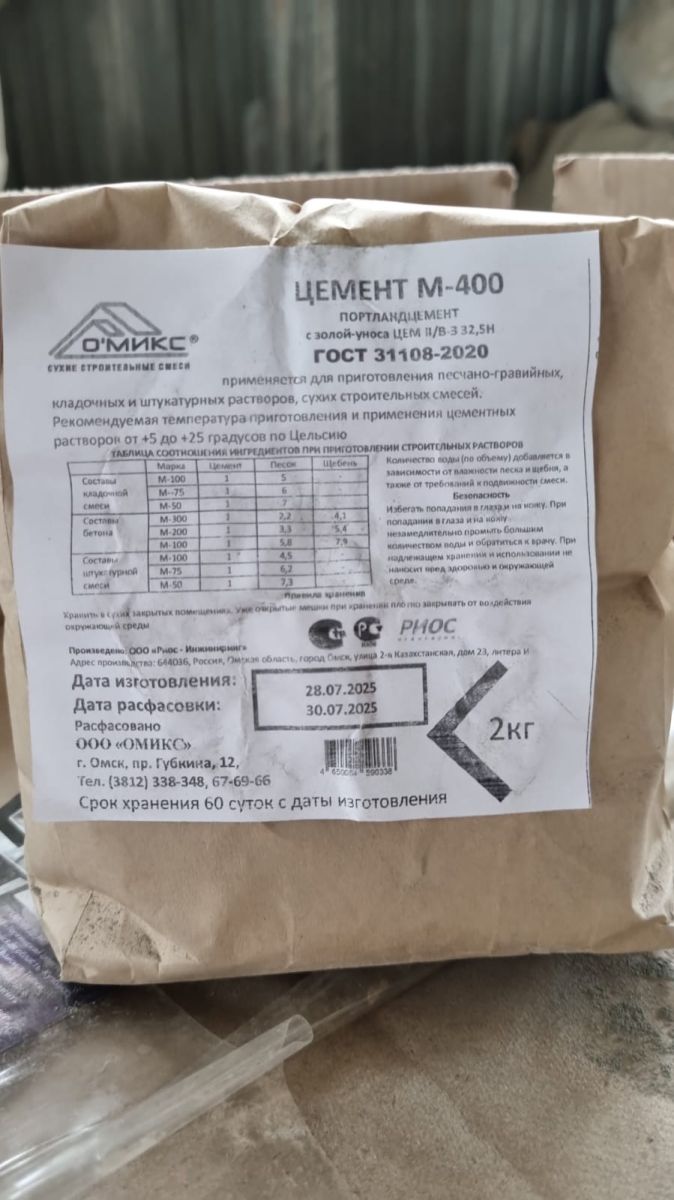 ЦЕМЕНТ М-400
ПОРТЛАНДЦЕМЕНТ
с золой-уноса ЦЕМ II/В-З 32,5Н
ГОСТ 31108-2020
О'МИКС®
СУХИЕ СТРОИТЕЛЬНЫЕ СМЕСИ
применяется для приготовления песчано-гравийных,
кладочных и штукатурных растворов, сухих строительных смесей.
Рекомендуемая температура приготовления и применения цементных
растворов от +5 до +25 градусов по Цельсию
ТАБЛИЦА СООТНОШЕНИЯ ИНГРЕДИЕНТОВ ПРИ ПРИГОТОВЛЕНИИ СТРОИТЕЛЬНЫХ РАСТВОРОВ
Марка Цемент Песок Щебень
Составы кладочной смеси М-100 1 5 -
М-75 1 6 -
М-50 1 7 -
Составы бетона М-300 1 2,2 4,1
М-200 1 3,3 5,4
М-100 1 5,8 7,9
Составы штукатурной смеси М-100 1 4,5 -
М-75 1 6,2 -
М-50 1 7,3 -
Количество воды (по объему) добавляется в
зависимости от влажности песка и щебня, а
также от требований к подвижности смеси.
Безопасность
Избегать попадания в глаза и на кожу. При
попадании в глаза и на кожу
незамедлительно промыть большим
количеством воды и обратиться к врачу. При
надлежащем хранении и использовании не
наносит вред здоровью и окружающей
среде.
Правила хранения
Хранить в сухих закрытых помещениях. Уже открытые мешки при хранении плотно закрывать от воздействия
окружающей среды
РИОС
ИНЖИНИРИНГ
Произведено: ООО «Риос - Инжиниринг»
Адрес производства: 644036, Россия, Омская область, город Омск, улица 2-я Казахстанская, дом 23, литера И
Дата изготовления: 28.07.2025
Дата расфасовки: 30.07.2025
Расфасовано
ООО «ОМИКС»
г. Омск, пр. Губкина, 12,
Тел. (3812) 338-348, 67-69-66
2кг
Срок хранения 60 суток с даты изготовления